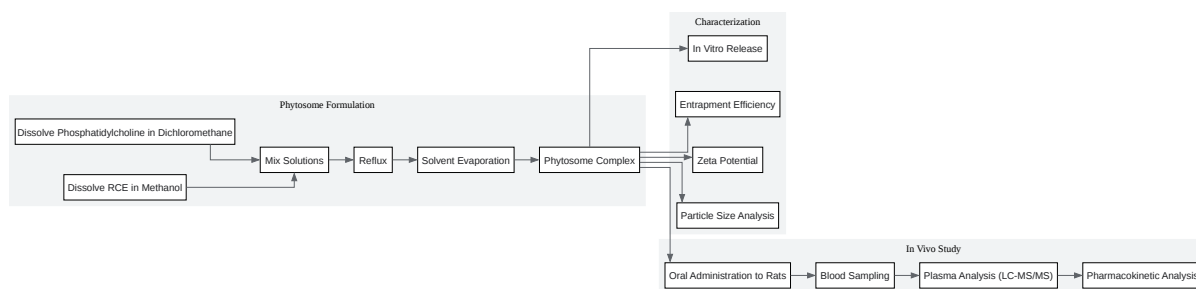 Characterization
In Vitro Release
Entrapment Efficiency
Zeta Potential
Particle Size Analysis
Phytosome Formulation
Dissolve Phosphatidylcholine in Dichloromethane
Dissolve RCE in Methanol
Mix Solutions
Reflux
Solvent Evaporation
Phytosome Complex
In Vivo Study
Oral Administration to Rats
Blood Sampling
Plasma Analysis (LC-MS/MS)
Pharmacokinetic Analysis